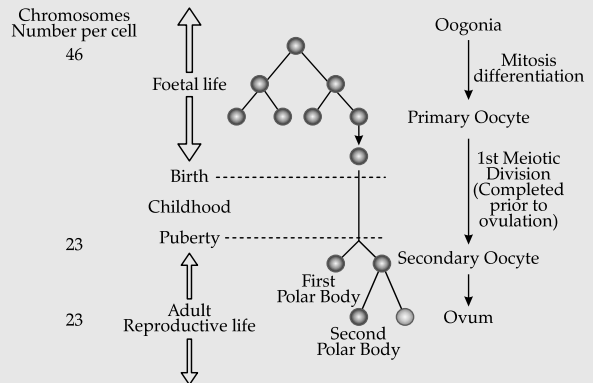 Chromosomes
Number per cell
46
Foetal life
Oogonia
Mitosis
differentiation
Primary Oocyte
1st Meiotic
Division
(Completed
prior to
ovulation)
Birth
Childhood
Puberty
23
Secondary Oocyte
First
Polar Body
Adult
Reproductive life
23
Second
Polar Body
Ovum